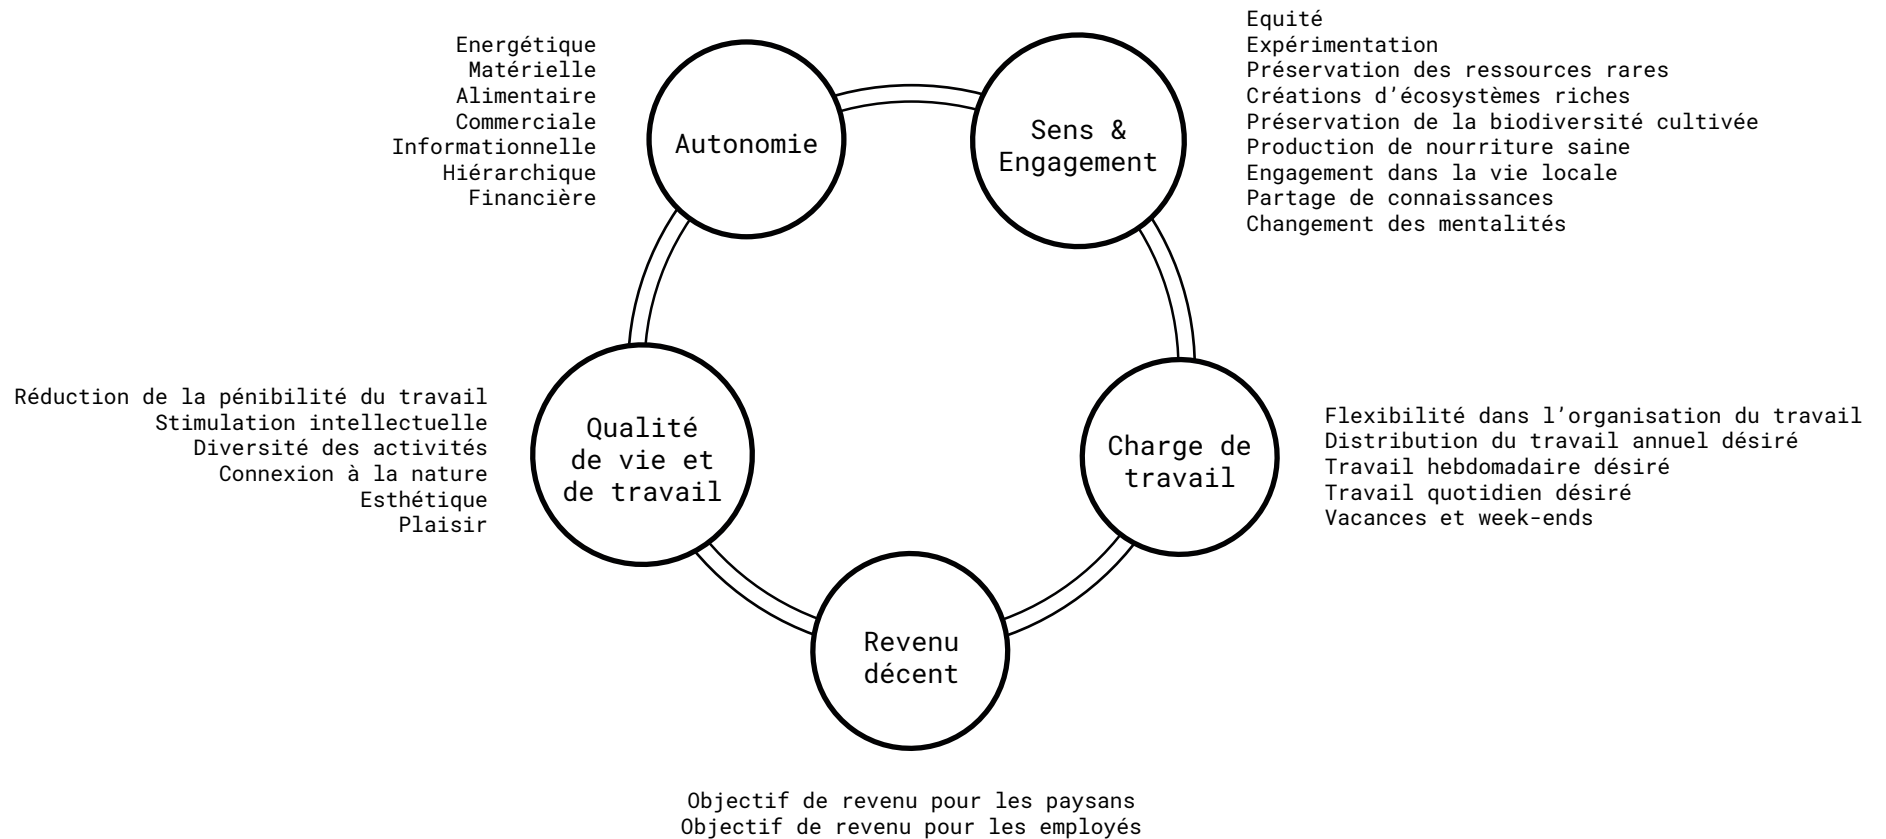 Energétique
Matérielle
Alimentaire
Commerciale
Informationnelle
Hiérarchique
Financière
Autonomie
Sens &
Engagement
Equité
Expérimentation
Préservation des ressources rares
Créations d’écosystèmes riches
Préservation de la biodiversité cultivée
Production de nourriture saine
Engagement dans la vie locale
Partage de connaissances
Changement des mentalités
Réduction de la pénibilité du travail
Stimulation intellectuelle
Diversité des activités
Connexion à la nature
Esthétique
Plaisir
Qualité
de vie et
de travail
Charge de
travail
Flexibilité dans l’organisation du travail
Distribution du travail annuel désiré
Travail hebdomadaire désiré
Travail quotidien désiré
Vacances et week-ends
Revenu
décent
Objectif de revenu pour les paysans
Objectif de revenu pour les employés